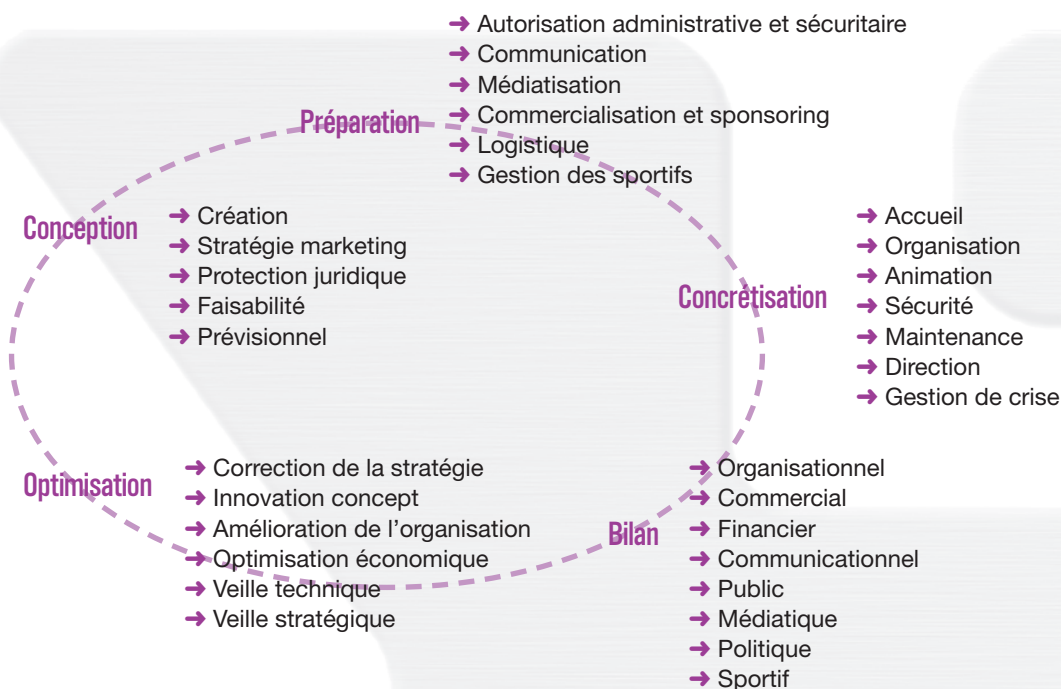 ➜ Autorisation administrative et sécuritaire
➜ Communication
➜ Médiatisation
➜ Commercialisation et sponsoring
➜ Logistique
➜ Gestion des sportifs
Préparation
Conception
➜ Création
➜ Stratégie marketing
➜ Protection juridique
➜ Faisabilité
➜ Prévisionnel
Concrétisation
➜ Accueil
➜ Organisation
➜ Animation
➜ Sécurité
➜ Maintenance
➜ Direction
➜ Gestion de crise
Optimisation
➜ Correction de la stratégie
➜ Innovation concept
➜ Amélioration de l’organisation
➜ Optimisation économique
➜ Veille technique
➜ Veille stratégique
Bilan
➜ Organisationnel
➜ Commercial
➜ Financier
➜ Communicationnel
➜ Public
➜ Médiatique
➜ Politique
➜ Sportif